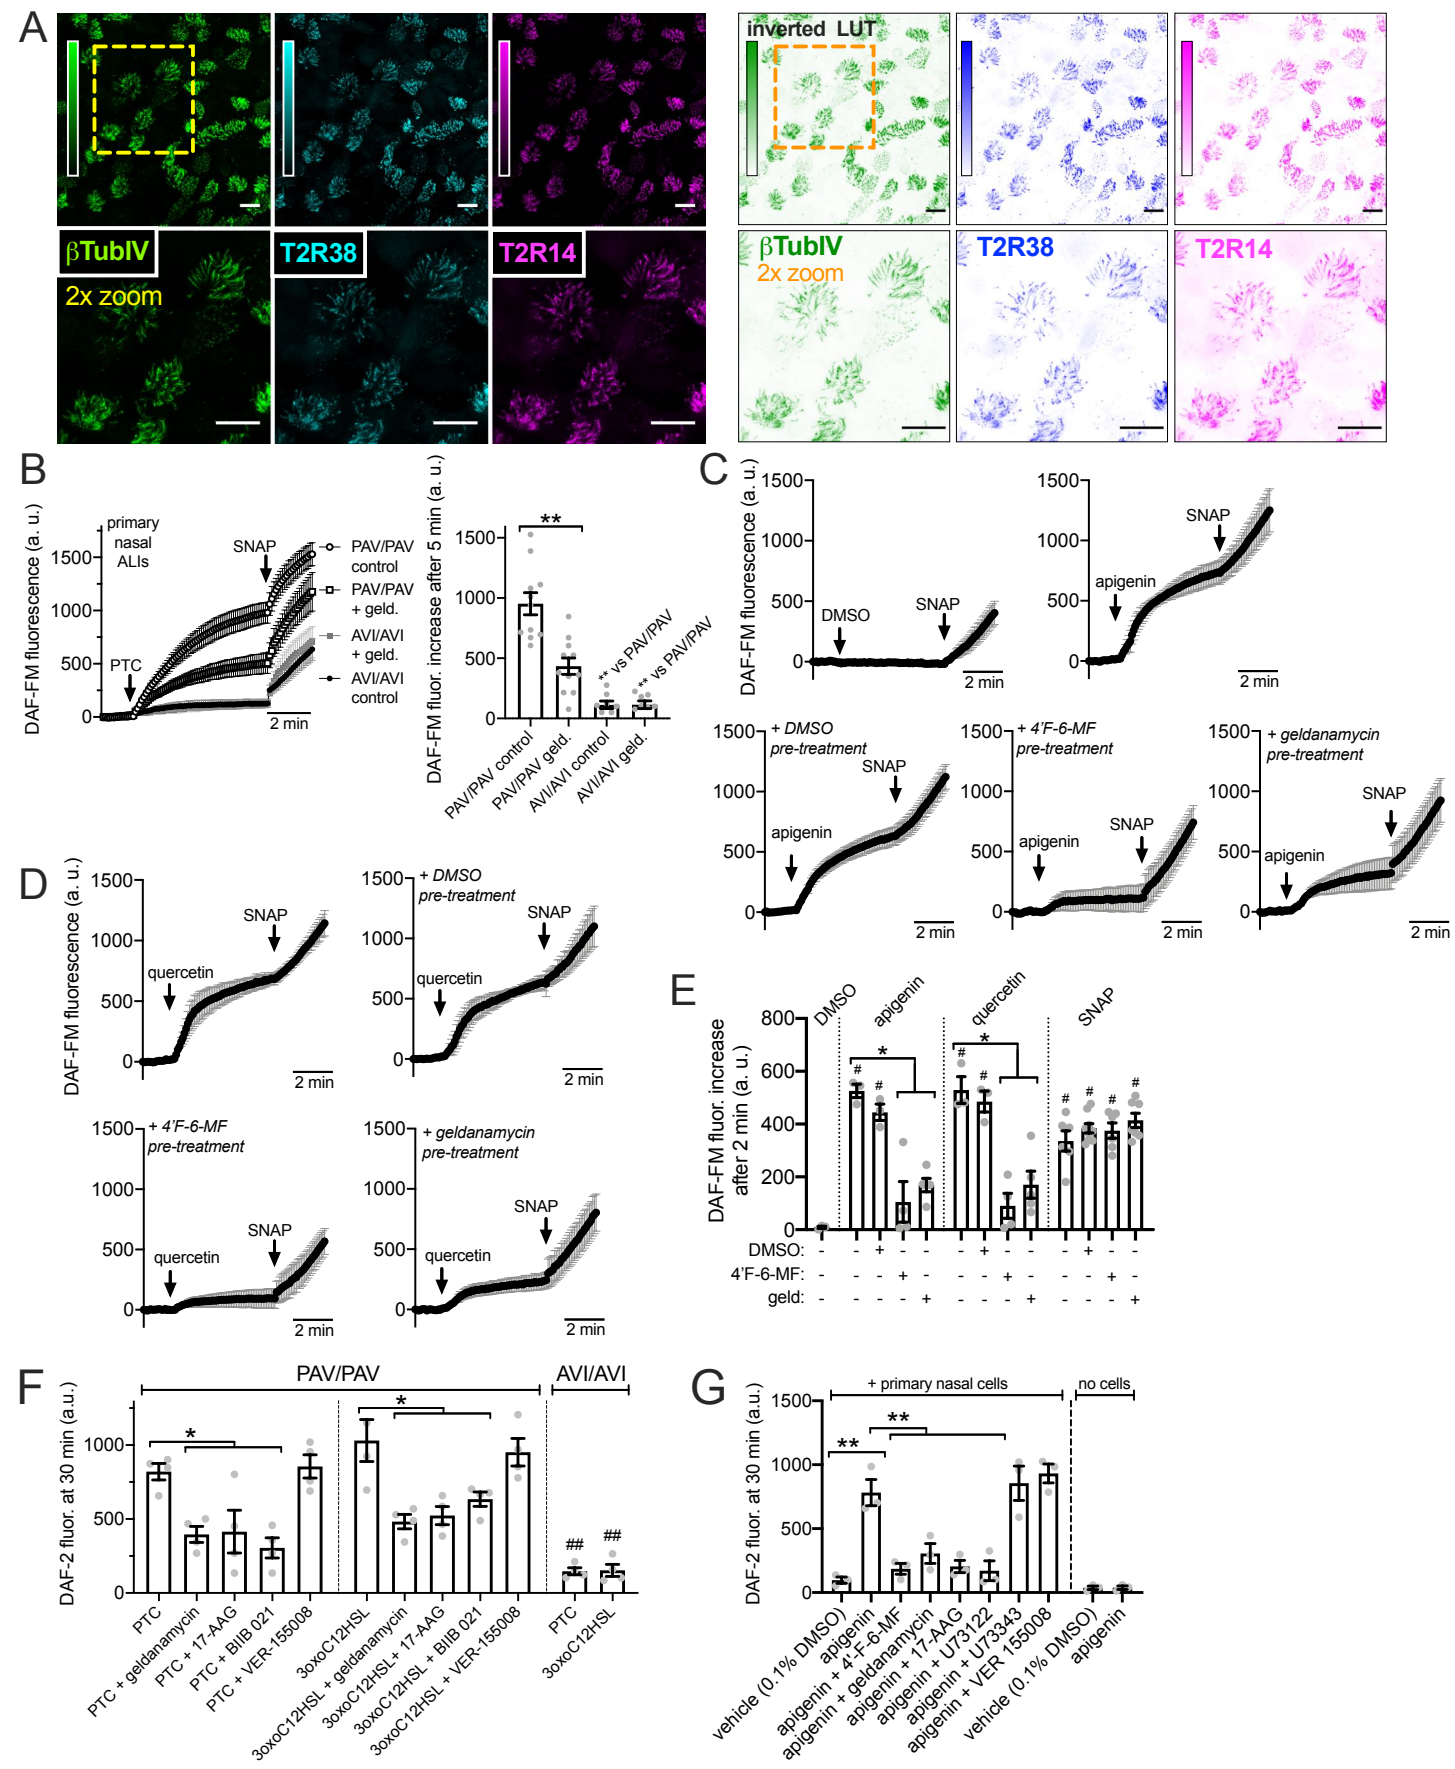 A
inverted LUT
βTubIV
2x zoom
T2R38
T2R14
βTubIV
2x zoom
T2R38
T2R14
B
DAF-FM fluorescence (a. u.)
1500
1000
500
0
primary
nasal
ALIs
PTC
SNAP
2 min
PAV/PAV
control
PAV/PAV
+ geld.
AVI/AVI
+ geld.
AVI/AVI
control
DAF-FM fluor. increase after 5 min (a. u.)
1500
1000
500
0
**
** vs PAV/PAV
** vs PAV/PAV
PAV/PAV control
PAV/PAV geld.
AVI/AVI control
AVI/AVI geld.
C
DAF-FM fluorescence (a. u.)
1500
1000
500
0
DMSO
SNAP
2 min
1500
1000
500
0
apigenin
SNAP
2 min
1500
1000
500
0
+ DMSO
pre-treatment
apigenin
SNAP
2 min
1500
1000
500
0
+ 4'F-6-MF
pre-treatment
apigenin
SNAP
2 min
1500
1000
500
0
+ geldanamycin
pre-treatment
apigenin
SNAP
2 min
D
DAF-FM fluorescence (a. u.)
1500
1000
500
0
quercetin
SNAP
2 min
1500
1000
500
0
+ DMSO
pre-treatment
quercetin
SNAP
2 min
1500
1000
500
0
+ 4'F-6-MF
pre-treatment
quercetin
SNAP
2 min
1500
1000
500
0
+ geldanamycin
pre-treatment
quercetin
SNAP
2 min
E
DAF-FM fluor. increase
after 2 min (a. u.)
800
600
400
200
0
DMSO
apigenin
quercetin
SNAP
* *
# # # # # # # #
DMSO: - - + - - - + - - - + - -
4'F-6-MF: - - - + - - - + - - - + -
geld: - - - - + - - - + - - - +
F
DAF-2 fluor. at 30 min (a.u.)
1000
500
0
PAV/PAV
AVI/AVI
*
*
##
##
PTC
PTC + geldanamycin
PTC + 17-AAG
PTC + BIIB 021
PTC + VER-155008
3oxoC12HSL
3oxoC12HSL + geldanamycin
3oxoC12HSL + 17-AAG
3oxoC12HSL + BIIB 021
3oxoC12HSL + VER-155008
PTC
3oxoC12HSL
G
DAF-2 fluor. at 30 min (a.u.)
1500
1000
500
0
+ primary nasal cells
no cells
**
**
vehicle (0.1% DMSO)
apigenin
apigenin + 4'F-6-MF
apigenin + geldanamycin
apigenin + 17-AAG
apigenin + U73122
apigenin + U73343
apigenin + VER 155008
vehicle (0.1% DMSO)
apigenin